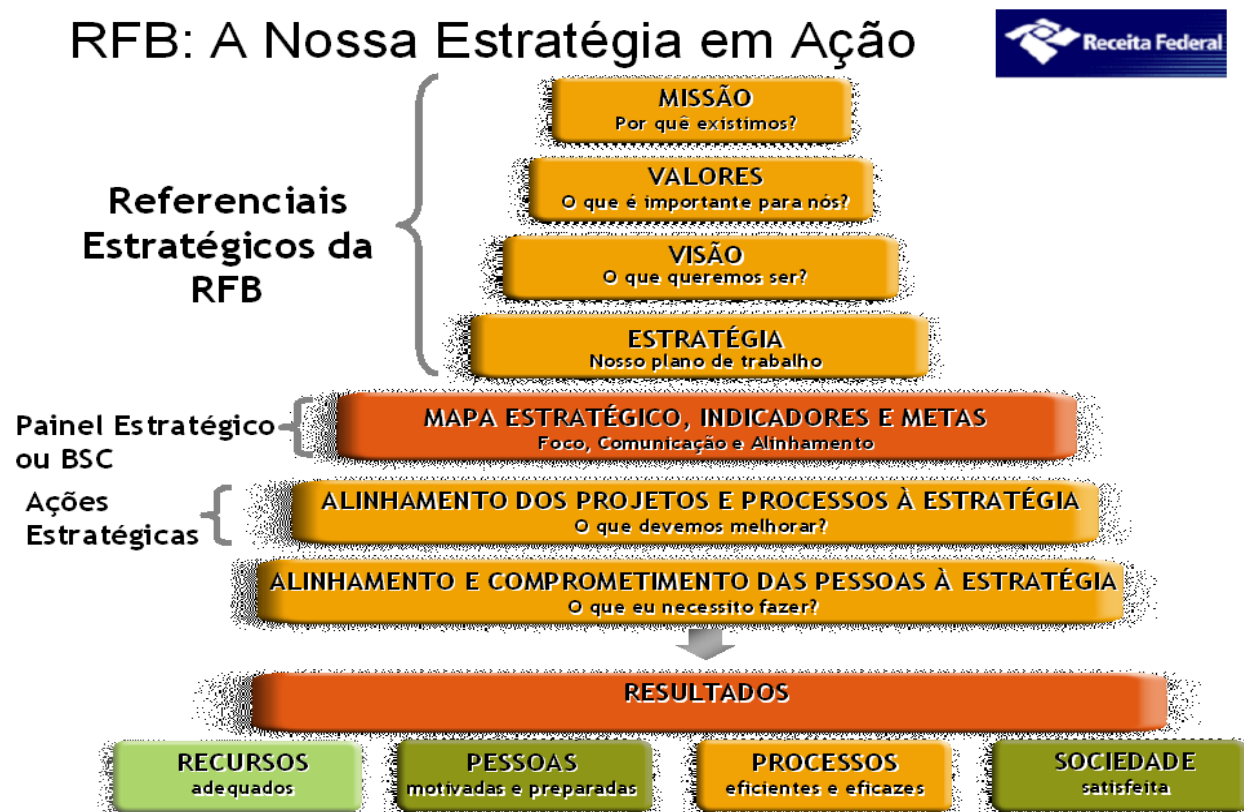 RFB: A Nossa Estratégia em Ação
Receita Federal
MISSÃO
Por quê existimos?
VALORES
O que é importante para nós?
VISÃO
O que queremos ser?
ESTRATÉGIA
Nosso plano de trabalho
Referenciais
Estratégicos da
RFB
MAPA ESTRATÉGICO, INDICADORES E METAS
Foco, Comunicação e Alinhamento
Painel Estratégico
ou BSC
ALINHAMENTO DOS PROJETOS E PROCESSOS À ESTRATÉGIA
O que devemos melhorar?
Ações
Estratégicas
ALINHAMENTO E COMPROMETIMENTO DAS PESSOAS À ESTRATÉGIA
O que eu necessito fazer?
RESULTADOS
RECURSOS
adequados
PESSOAS
motivadas e preparadas
PROCESSOS
eficientes e eficazes
SOCIEDADE
satisfeita